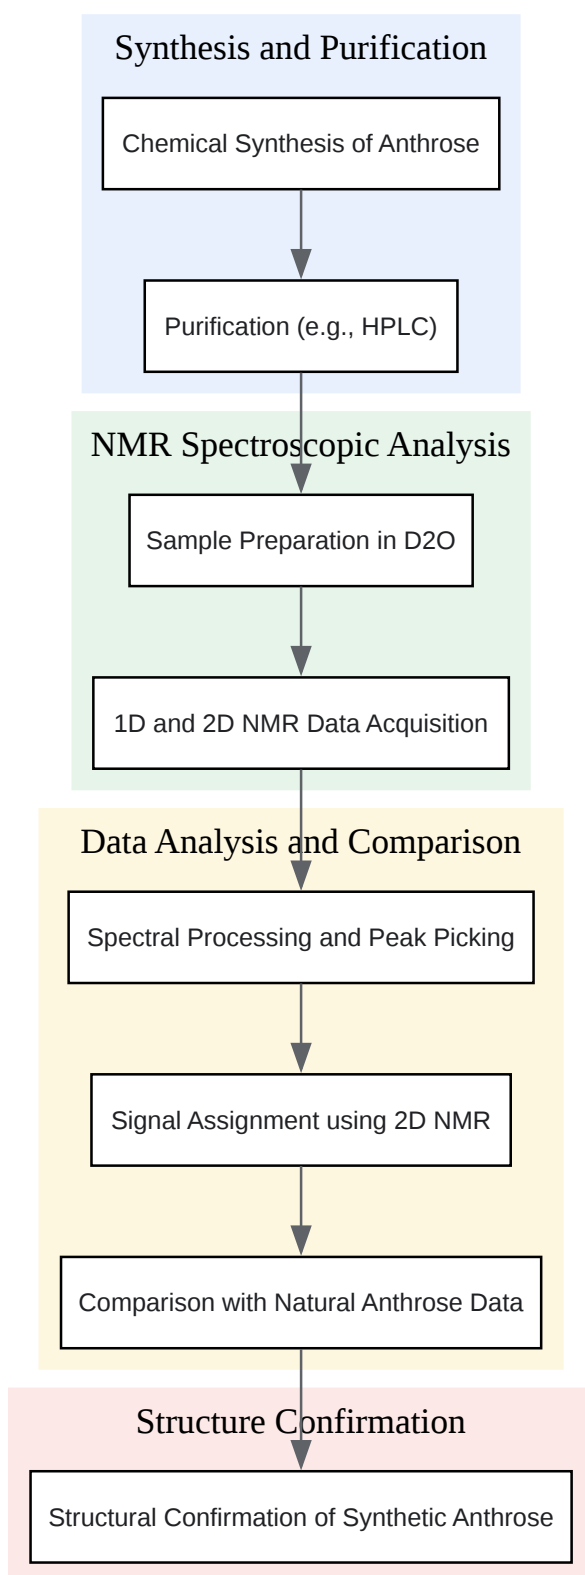 Synthesis and Purification
Chemical Synthesis of Anthrose
Purification (e.g., HPLC)
NMR Spectroscopic Analysis
Sample Preparation in D2O
1D and 2D NMR Data Acquisition
Data Analysis and Comparison
Spectral Processing and Peak Picking
Signal Assignment using 2D NMR
Comparison with Natural Anthrose Data
Structure Confirmation
Structural Confirmation of Synthetic Anthrose